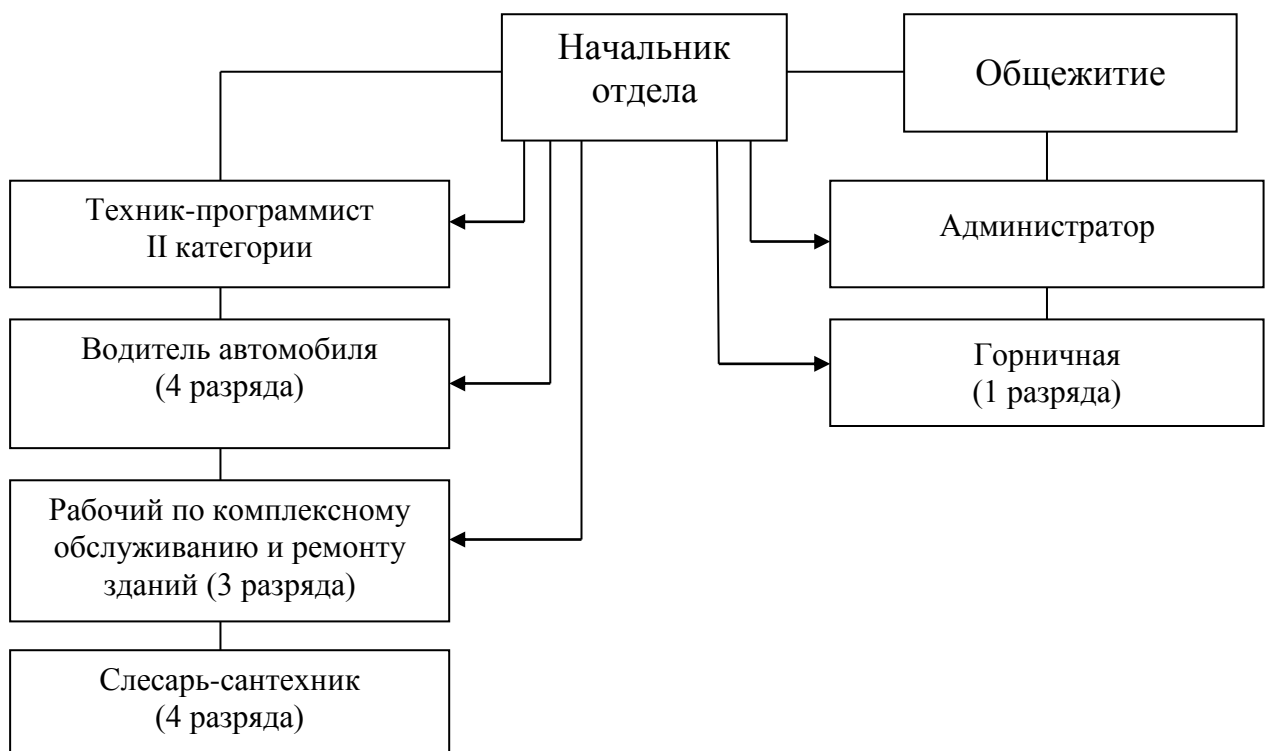 Начальник
отдела
Общежитие
Техник-программист
II категории
Администратор
Водитель автомобиля
(4 разряда)
Горничная
(1 разряда)
Рабочий по комплексному
обслуживанию и ремонту
зданий (3 разряда)
Слесарь-сантехник
(4 разряда)